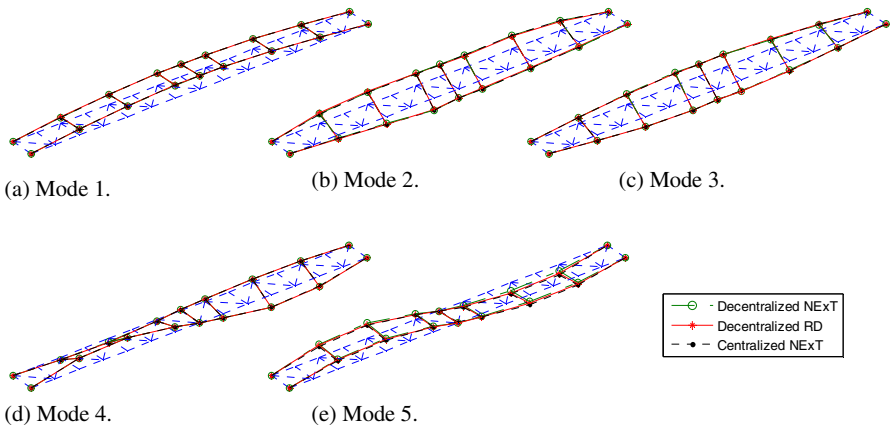 (a) Mode 1.
(b) Mode 2.
(c) Mode 3.
(d) Mode 4.
(e) Mode 5.
Decentralized NExT
Decentralized RD
Centralized NExT